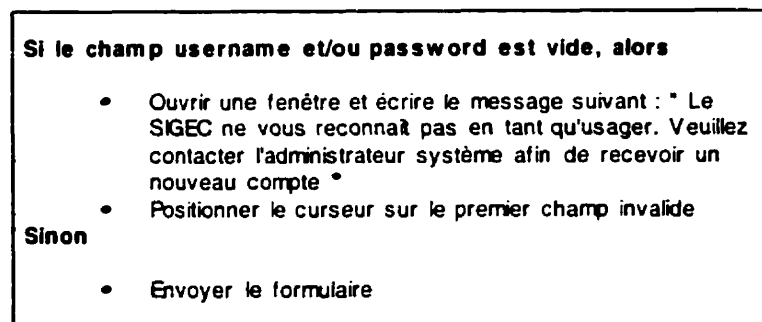 Si le champ username et/ou password est vide, alors
• Ouvrir une fenêtre et écrire le message suivant : " Le
SIGEC ne vous reconnaît pas en tant qu'usager. Veuillez
contacter l'administrateur système afin de recevoir un
nouveau compte "
• Positionner le curseur sur le premier champ invalide
Sinon
• Envoyer le formulaire